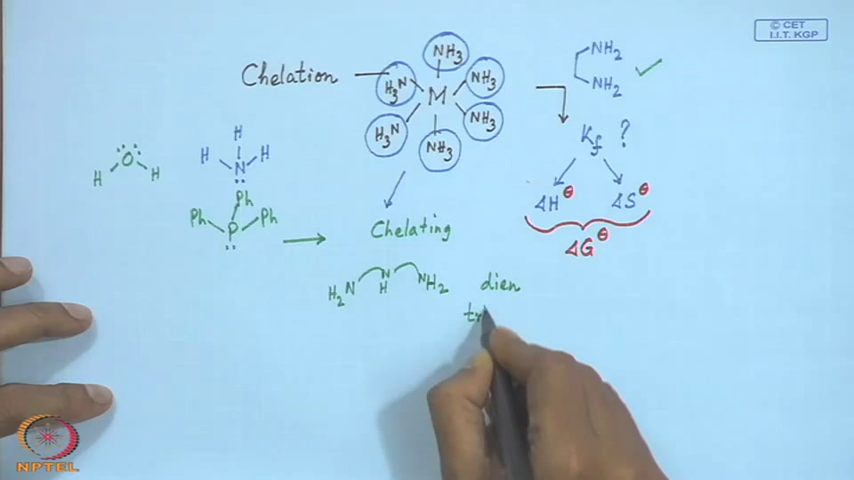 © CET
I.I.T. KGP
Chelation
NH3
H3N
NH3
M
H3N
NH3
NH3
NH2
NH2
Kf ?
ΔH⊖
ΔS⊖
ΔG⊖
H O H
H
H N H
Ph
Ph P Ph
Chelating
H2N N H NH2
dien
tr
NPTEL